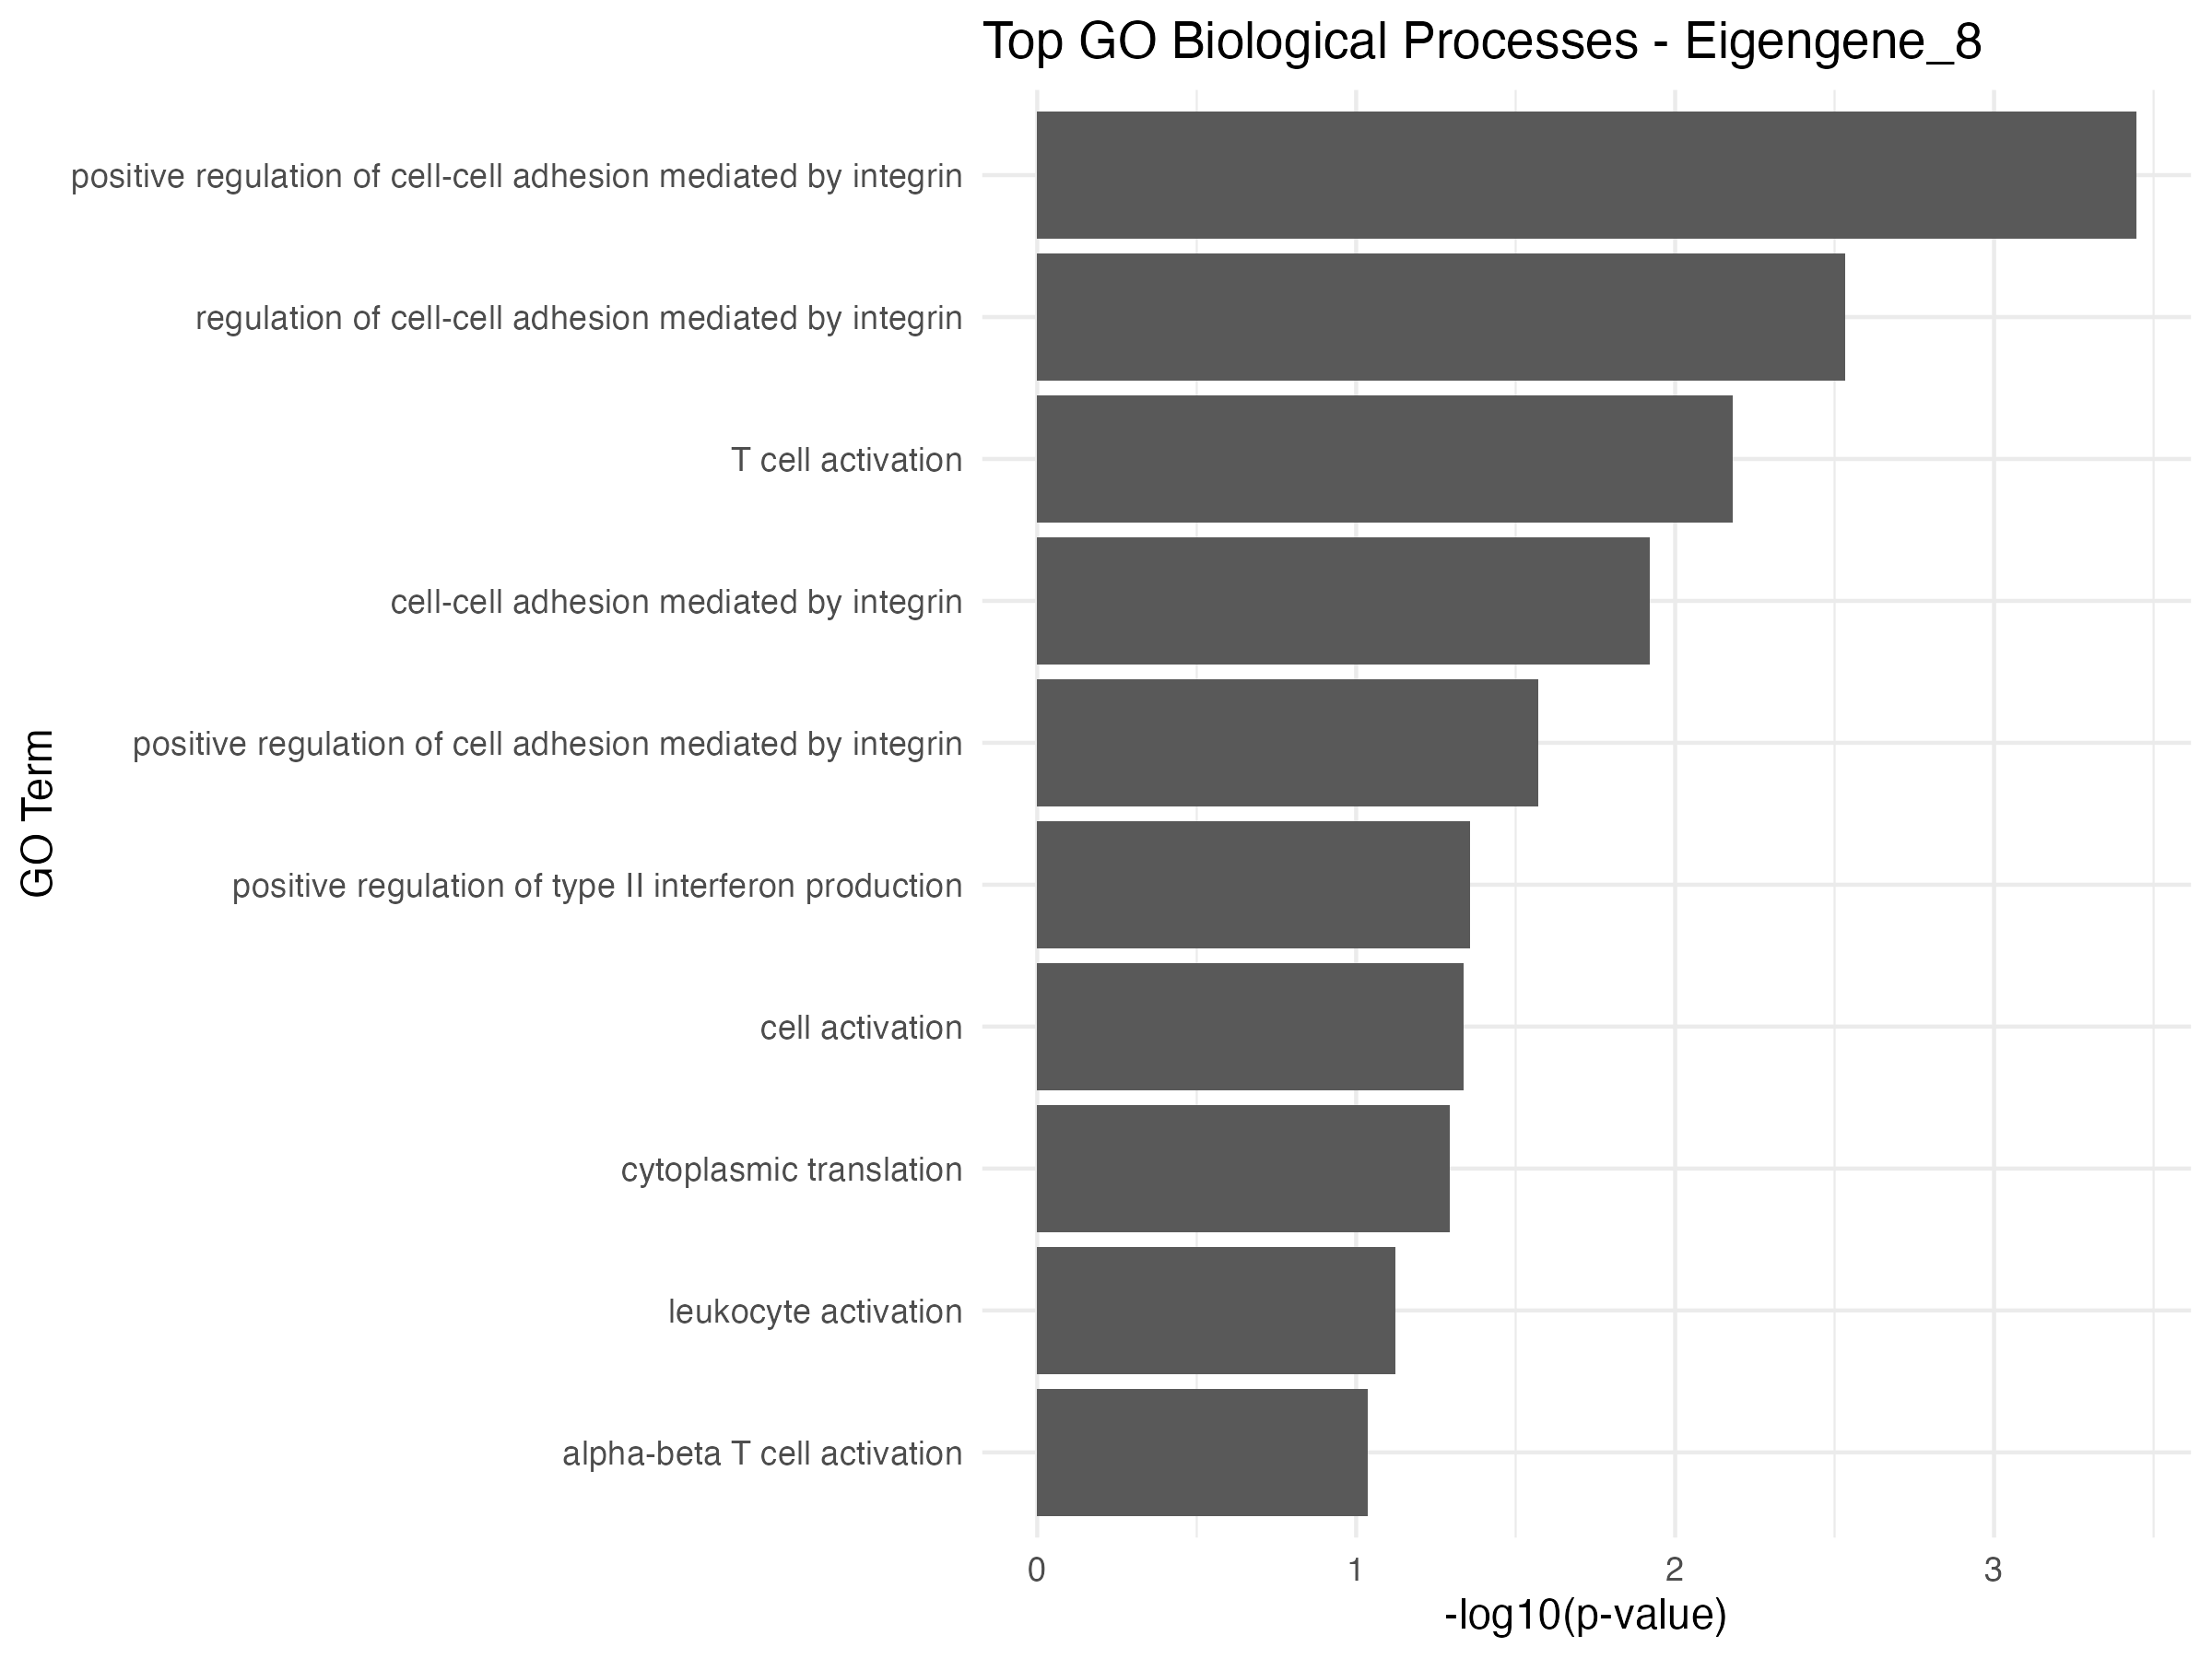 Top GO Biological Processes - Eigengene_8
positive regulation of cell-cell adhesion mediated by integrin
regulation of cell-cell adhesion mediated by integrin
T cell activation
cell-cell adhesion mediated by integrin
positive regulation of cell adhesion mediated by integrin
positive regulation of type II interferon production
cell activation
cytoplasmic translation
leukocyte activation
alpha-beta T cell activation
GO Term
0 1 2 3
-log10(p-value)